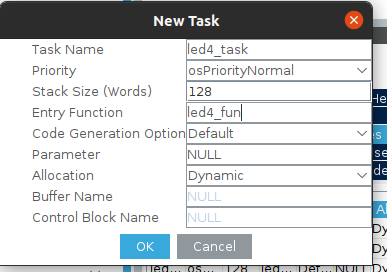 New Task
Task Name led4_task
Priority osPriorityNormal
Stack Size (Words) 128
Entry Function led4_fun
Code Generation Option Default
Parameter NULL
Allocation Dynamic
Buffer Name NULL
Control Block Name NULL
OK Cancel
He
es
Al
Dy
Dy
Dy
led... os... 128 led... Def... NULL Dy